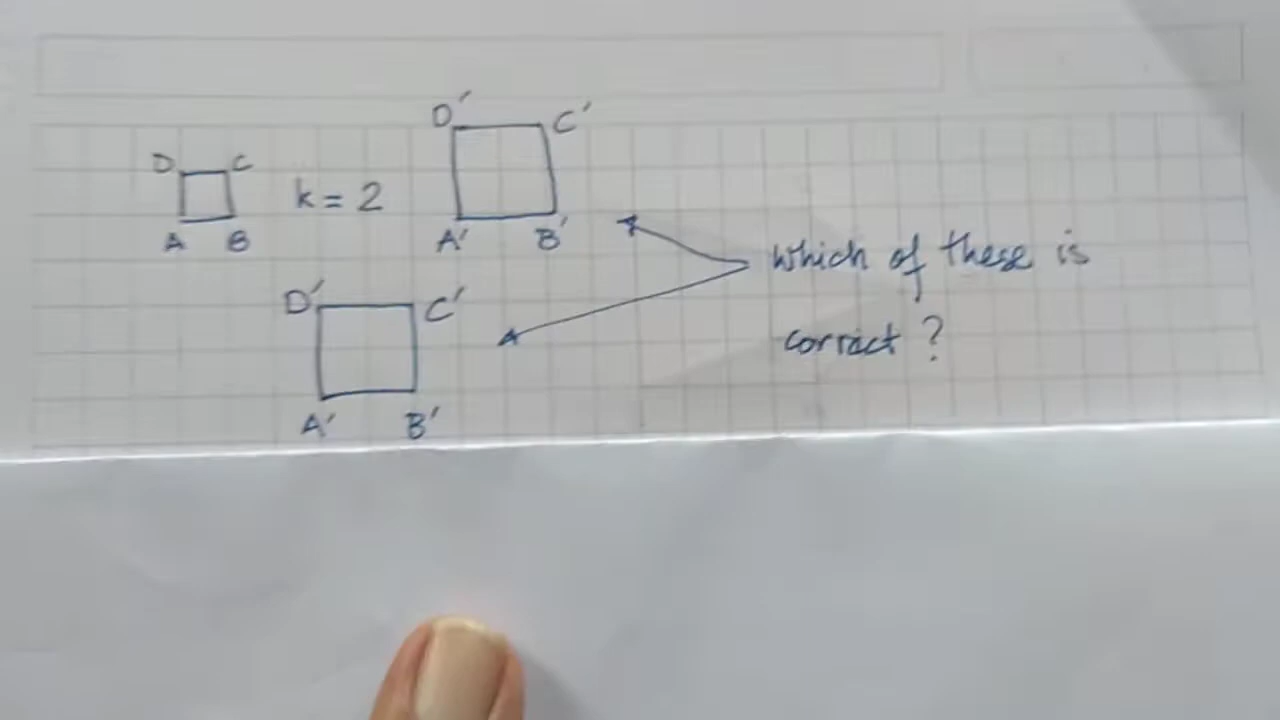 D' C'
D C
k = 2
A B
A' B'
which of these is
correct ?
D' C'
A' B'